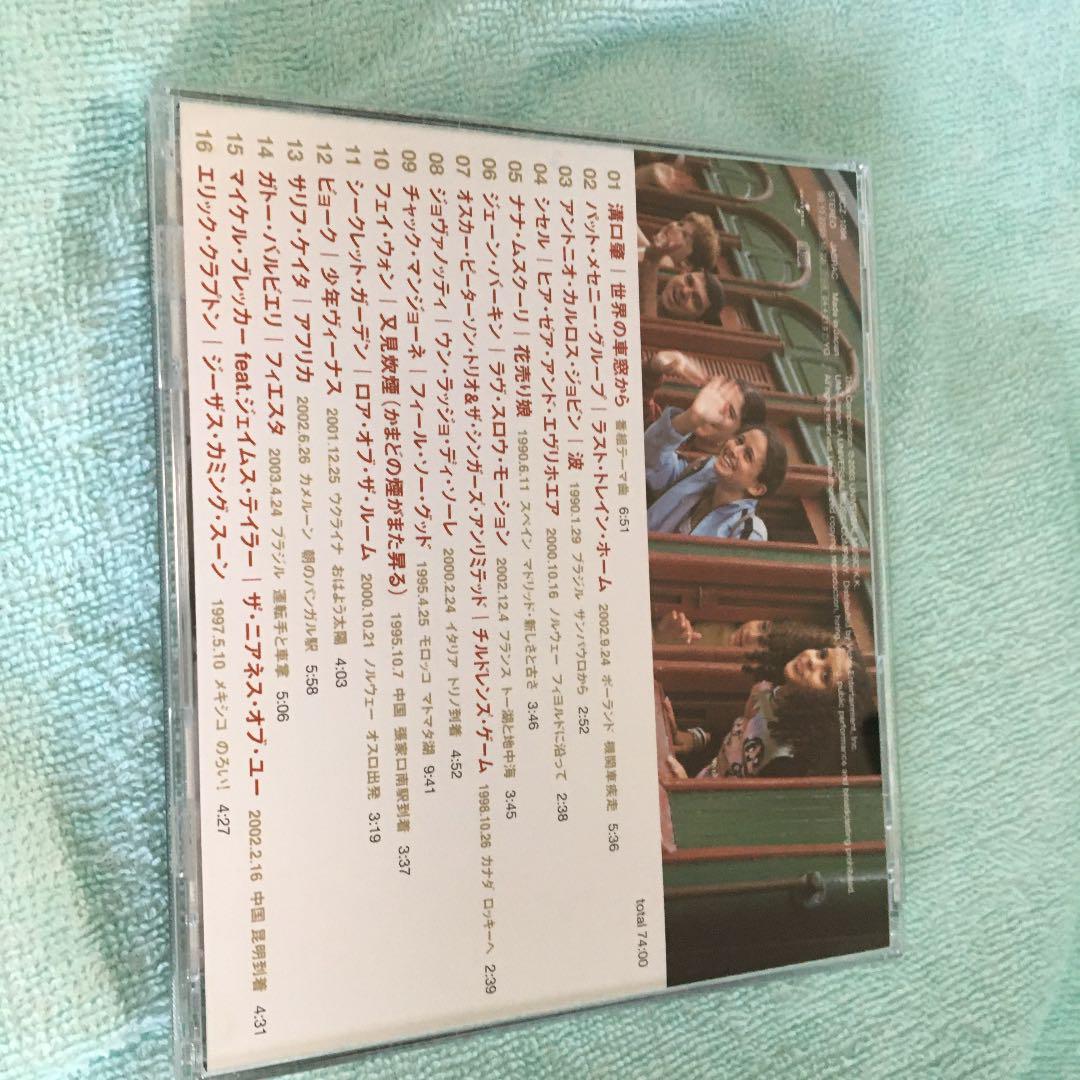 STEREO
Made in Japan
01 溝口肇｜世界の車窓から 番組テーマ曲 6:51
02 パット・メセニー・グループ｜ラスト・トレイン・ホーム 2002.9.24 ポーランド 機関車疾走 5:36
03 アントニオ・カルロス・ジョビン｜波 1990.1.29 ブラジル サンパウロから 2:52
04 シセル｜ヒア・ゼア・アンド・エヴリホエア 2000.10.16 ノルウェー フィヨルドに沿って 2:38
05 ナナ・ムスクーリ｜花売り娘 1990.6.11 スペイン マドリッド・新しさと古さ 3:46
06 ジェーン・バーキン｜ラヴ・スロウ・モーション 2002.12.4 フランス トー湖と地中海 3:45
07 オスカー・ピーターソン・トリオ&ザ・シンガーズ・アンリミテッド｜チルドレンズ・ゲーム 1998.10.26 カナダ ロッキーへ 2:39
08 ジョヴァノッティ｜ウン・ラッジョ・ディ・ソーレ 2000.2.24 イタリア トリノ到着 4:52
09 チャック・マンジョーネ｜フィール・ソー・グッド 1995.4.25 モロッコ マトマタ湖 9:41
10 フェイ・ウォン｜又見炊煙（かまどの煙がまた昇る） 1995.10.7 中国 張家口南駅到着 3:37
11 シークレット・ガーデン｜ロア・オブ・ザ・ルーム 2000.10.21 ノルウェー オスロ出発 3:19
12 ビョーク｜少年ヴィーナス 2001.12.25 ウクライナ おはよう太陽 4:03
13 サリフ・ケイタ｜アフリカ 2002.6.26 カメルーン 朝のバンガル駅 5:58
14 ガトー・バルビエリ｜フィエスタ 2003.4.24 ブラジル 運転手と車掌 5:06
15 マイケル・ブレッカー feat.ジェイムス・テイラー｜ザ・ニアネス・オブ・ユー 2002.2.16 中国 昆明到着 4:31
16 エリック・クラプトン｜ジーザス・カミング・スーン 1997.5.10 メキシコ のろい! 4:27
total 74:00